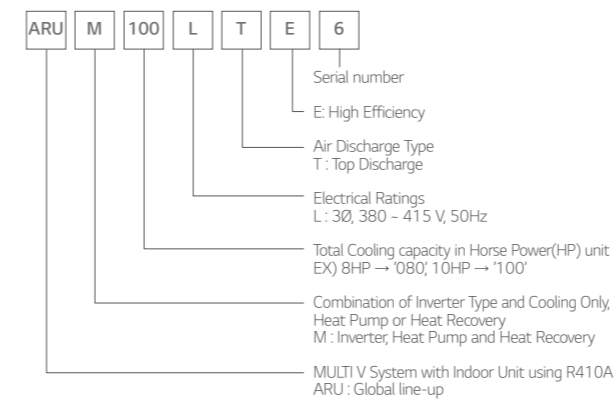 ARU M 100 L T E 6
Serial number
E: High Efficiency
Air Discharge Type
T : Top Discharge
Electrical Ratings
L : 3Ø, 380 ~ 415 V, 50Hz
Total Cooling capacity in Horse Power(HP) unit
EX) 8HP → ‘080’, 10HP → ‘100’
Combination of Inverter Type and Cooling Only,
Heat Pump or Heat Recovery
M : Inverter, Heat Pump and Heat Recovery
MULTI V System with Indoor Unit using R410A
ARU : Global line-up